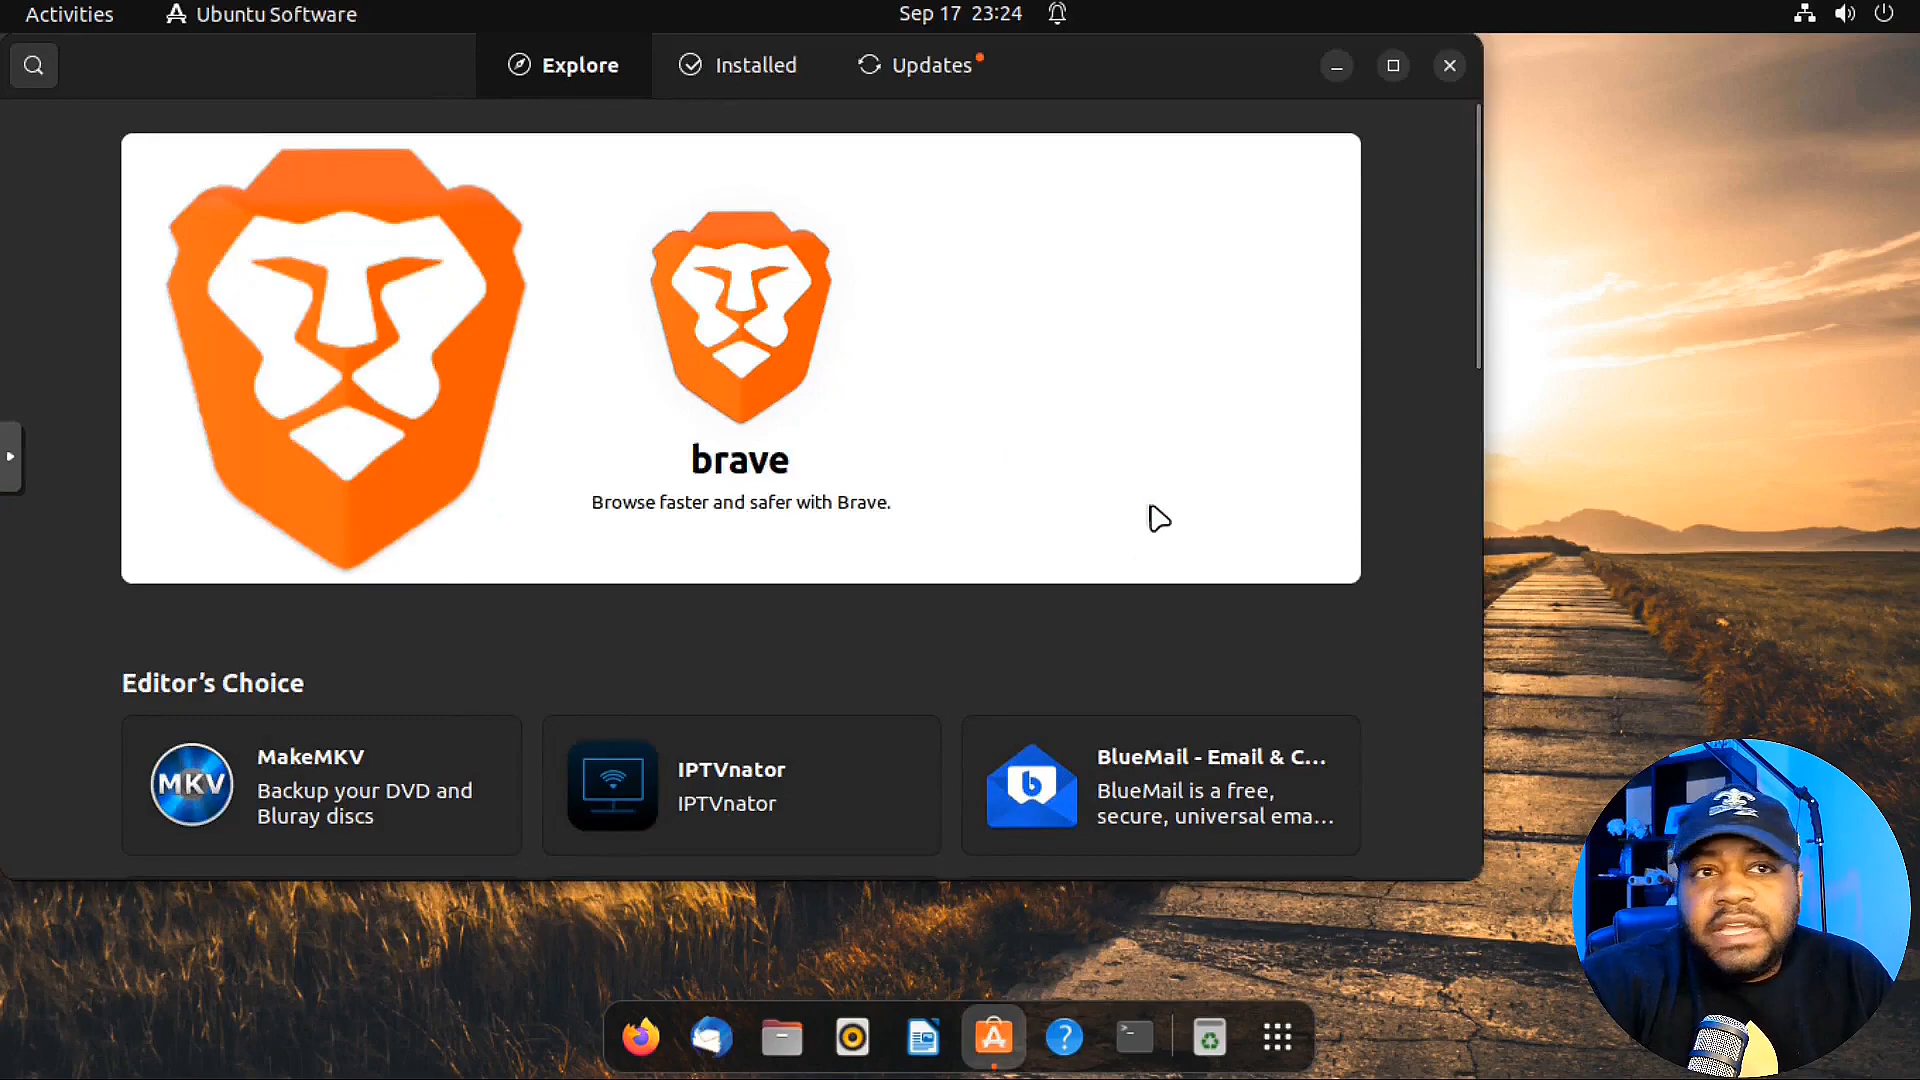 Activities
Ubuntu Software
Sep 17 23:24
Explore
Installed
Updates
brave
Browse faster and safer with Brave.
Editor's Choice
MKV
MakeMKV
Backup your DVD and
Bluray discs
IPTVnator
IPTVnator
b
BlueMail - Email & C...
BlueMail is a free,
secure, universal ema...